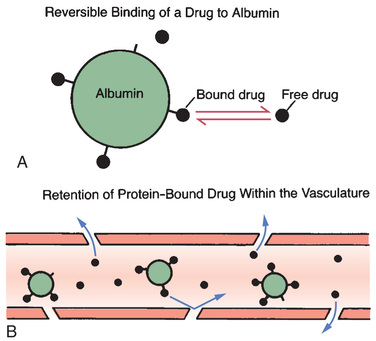 Reversible Binding of a Drug to Albumin
Albumin
Bound drug
Free drug
A
Retention of Protein-Bound Drug Within the Vasculature
B